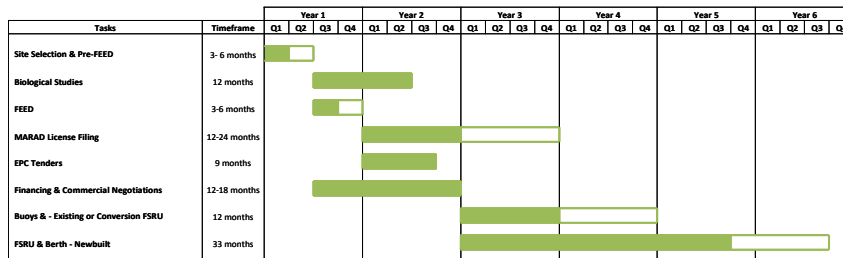 Year 1 Year 2 Year 3 Year 4 Year 5 Year 6
Tasks Timeframe Q1 Q2 Q3 Q4 Q1 Q2 Q3 Q4 Q1 Q2 Q3 Q4 Q1 Q2 Q3 Q4 Q1 Q2 Q3 Q4 Q1 Q2 Q3
Site Selection & Pre-FEED 3- 6 months
Biological Studies 12 months
FEED 3-6 months
MARAD License Filing 12-24 months
EPC Tenders 9 months
Financing & Commercial Negotiations 12-18 months
Buoys & - Existing or Conversion FSRU 12 months
FSRU & Berth - Newbuilt 33 months